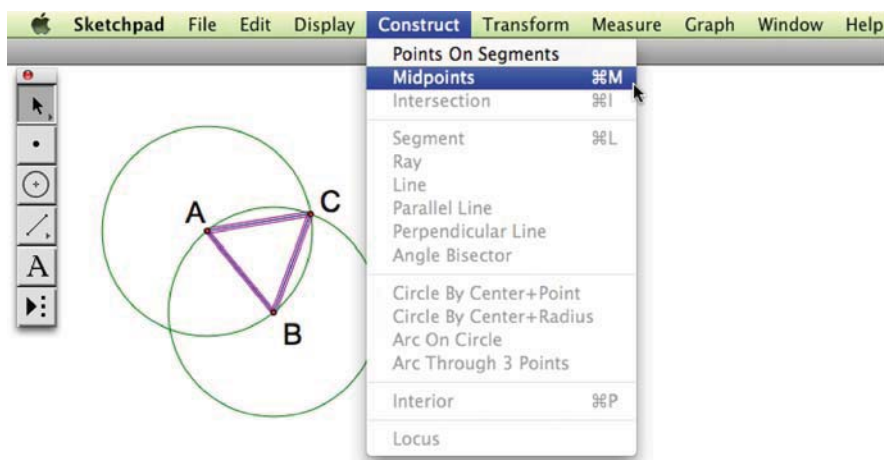 Sketchpad File Edit Display Construct Transform Measure Graph Window Help
Points On Segments
Midpoints ⌘M
Intersection ⌘I
Segment ⌘L
Ray
Line
Parallel Line
Perpendicular Line
Angle Bisector
Circle By Center+Point
Circle By Center+Radius
Arc On Circle
Arc Through 3 Points
Interior ⌘P
Locus
A
A C
B